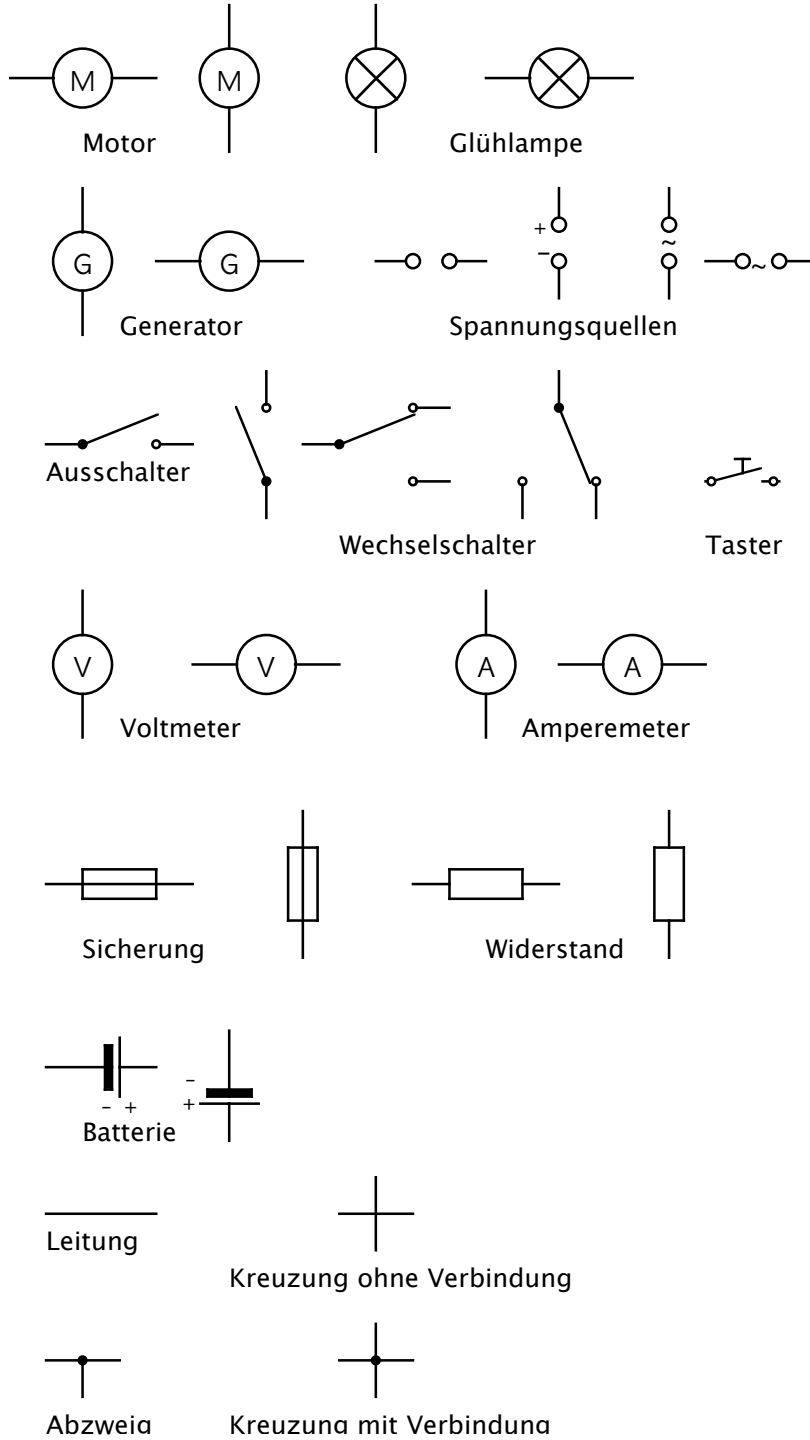 M M
Motor Glühlampe
G G + − ~ ~
Generator Spannungsquellen
Ausschalter
Wechselschalter Taster
V V A A
Voltmeter Amperemeter
Sicherung Widerstand
- + - +
Batterie
Leitung
Kreuzung ohne Verbindung
Abzweig Kreuzung mit Verbindung